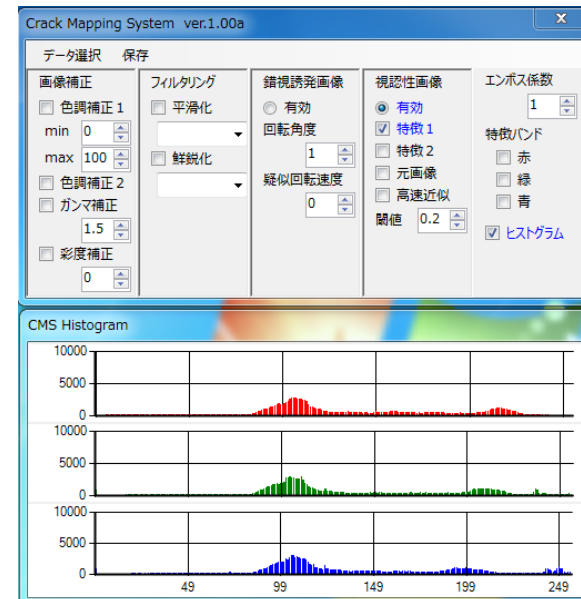 Crack Mapping System ver.1.00a
x
データ選択 保存
画像補正
色調補正 1
min 0
max 100
色調補正 2
ガンマ補正
1.5
彩度補正
0
フィルタリング
平滑化
鮮鋭化
錯視誘発画像
有効
回転角度
1
疑似回転速度
0
視認性画像
有効
特徴 1
特徴 2
元画像
高速近似
閾値 0.2
エンボス係数
1
特徴バンド
赤
緑
青
ヒストグラム
CMS Histogram
10000
5000
0
10000
5000
0
10000
5000
0
49 99 149 199 249